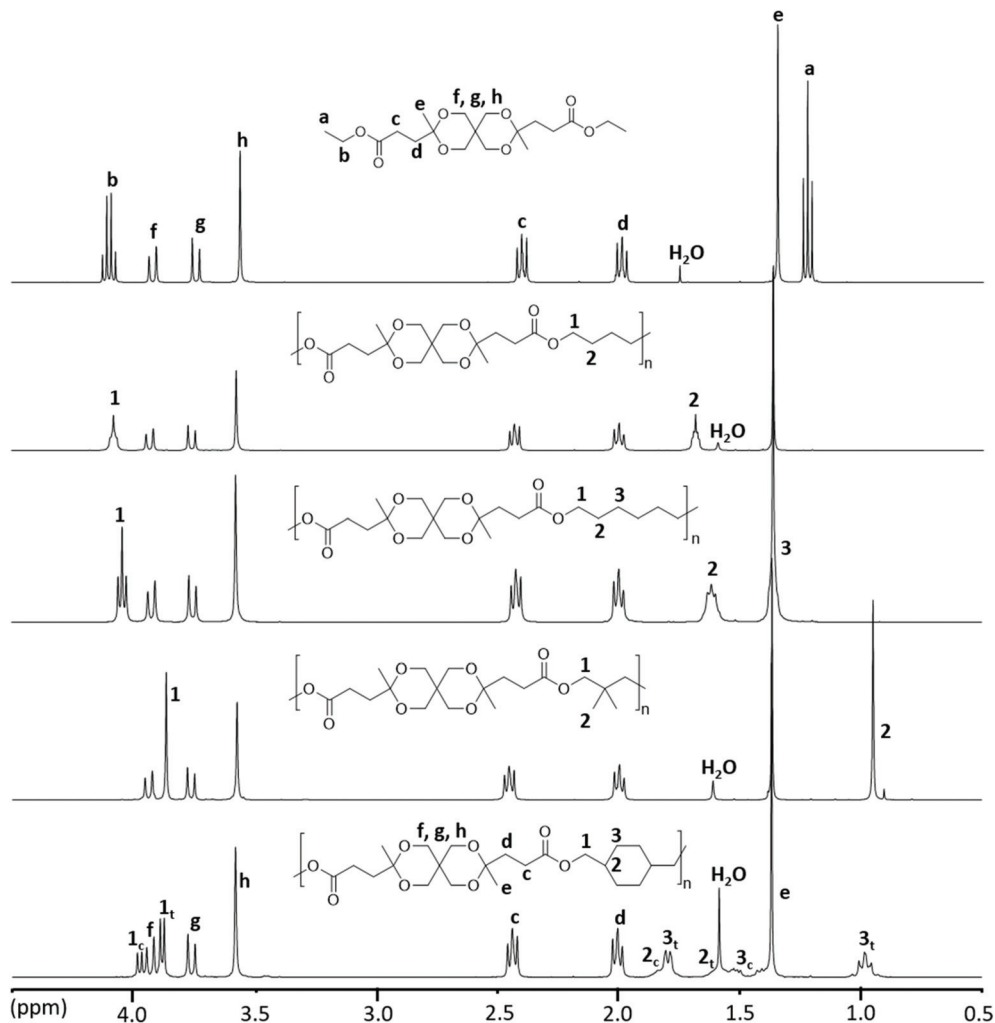 e
a
f, g, h
e
a
c
O
O
O
O
O
b
O
d
O
O
O
h
b
f
g
c
d
H2O
O
O
O
1
O
O
O
O
O
2
n
1
2
H2O
O
O
O
1
3
O
O
O
O
O
2
n
1
2
3
O
O
O
1
O
O
O
O
O
2
n
1
H2O
2
f, g, h
d
O
3
O
O
1
2
O
O
c
O
O
O
e
n
h
1t
1c
f
g
c
d
2c
3t
H2O
2t
3c
e
3t
(ppm)
4.0
3.5
3.0
2.5
2.0
1.5
1.0
0.5